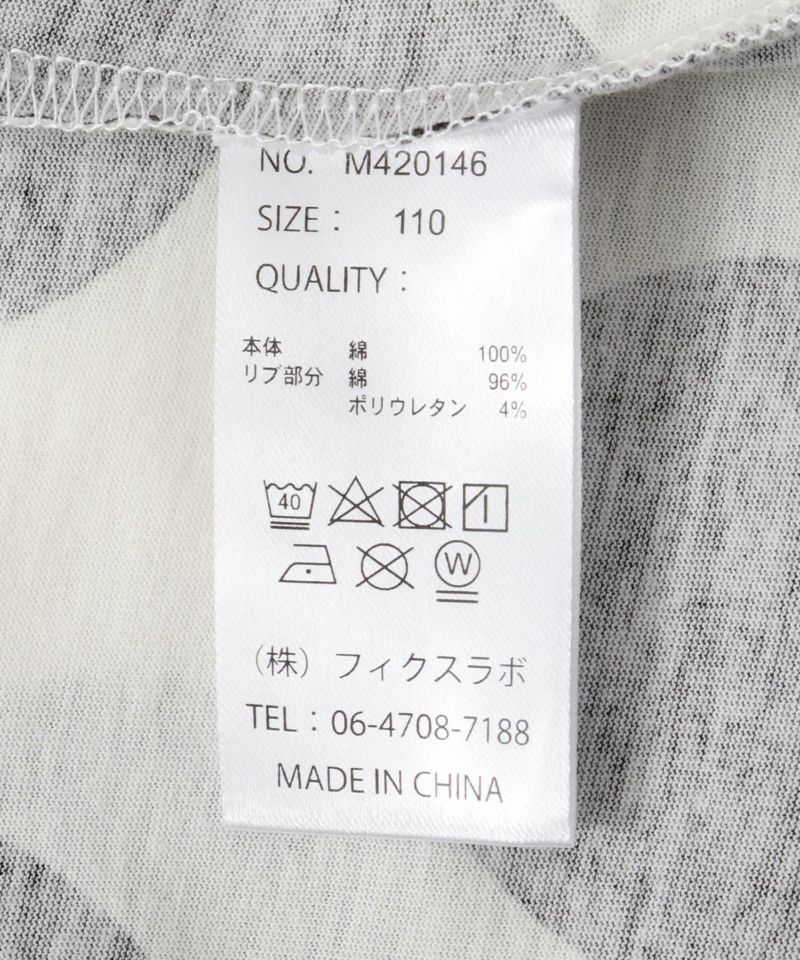 NO. M420146
SIZE : 110
QUALITY :
本体 綿 100%
リブ部分 綿 96%
ポリウレタン 4%
40
W
(株) フィクスラボ
TEL : 06-4708-7188
MADE IN CHINA